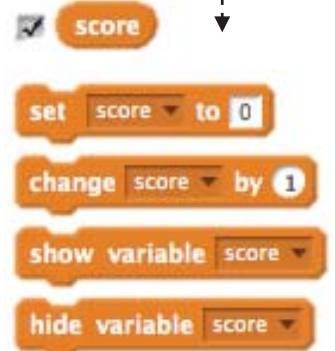 score
set score to 0
change score by 1
show variable score
hide variable score